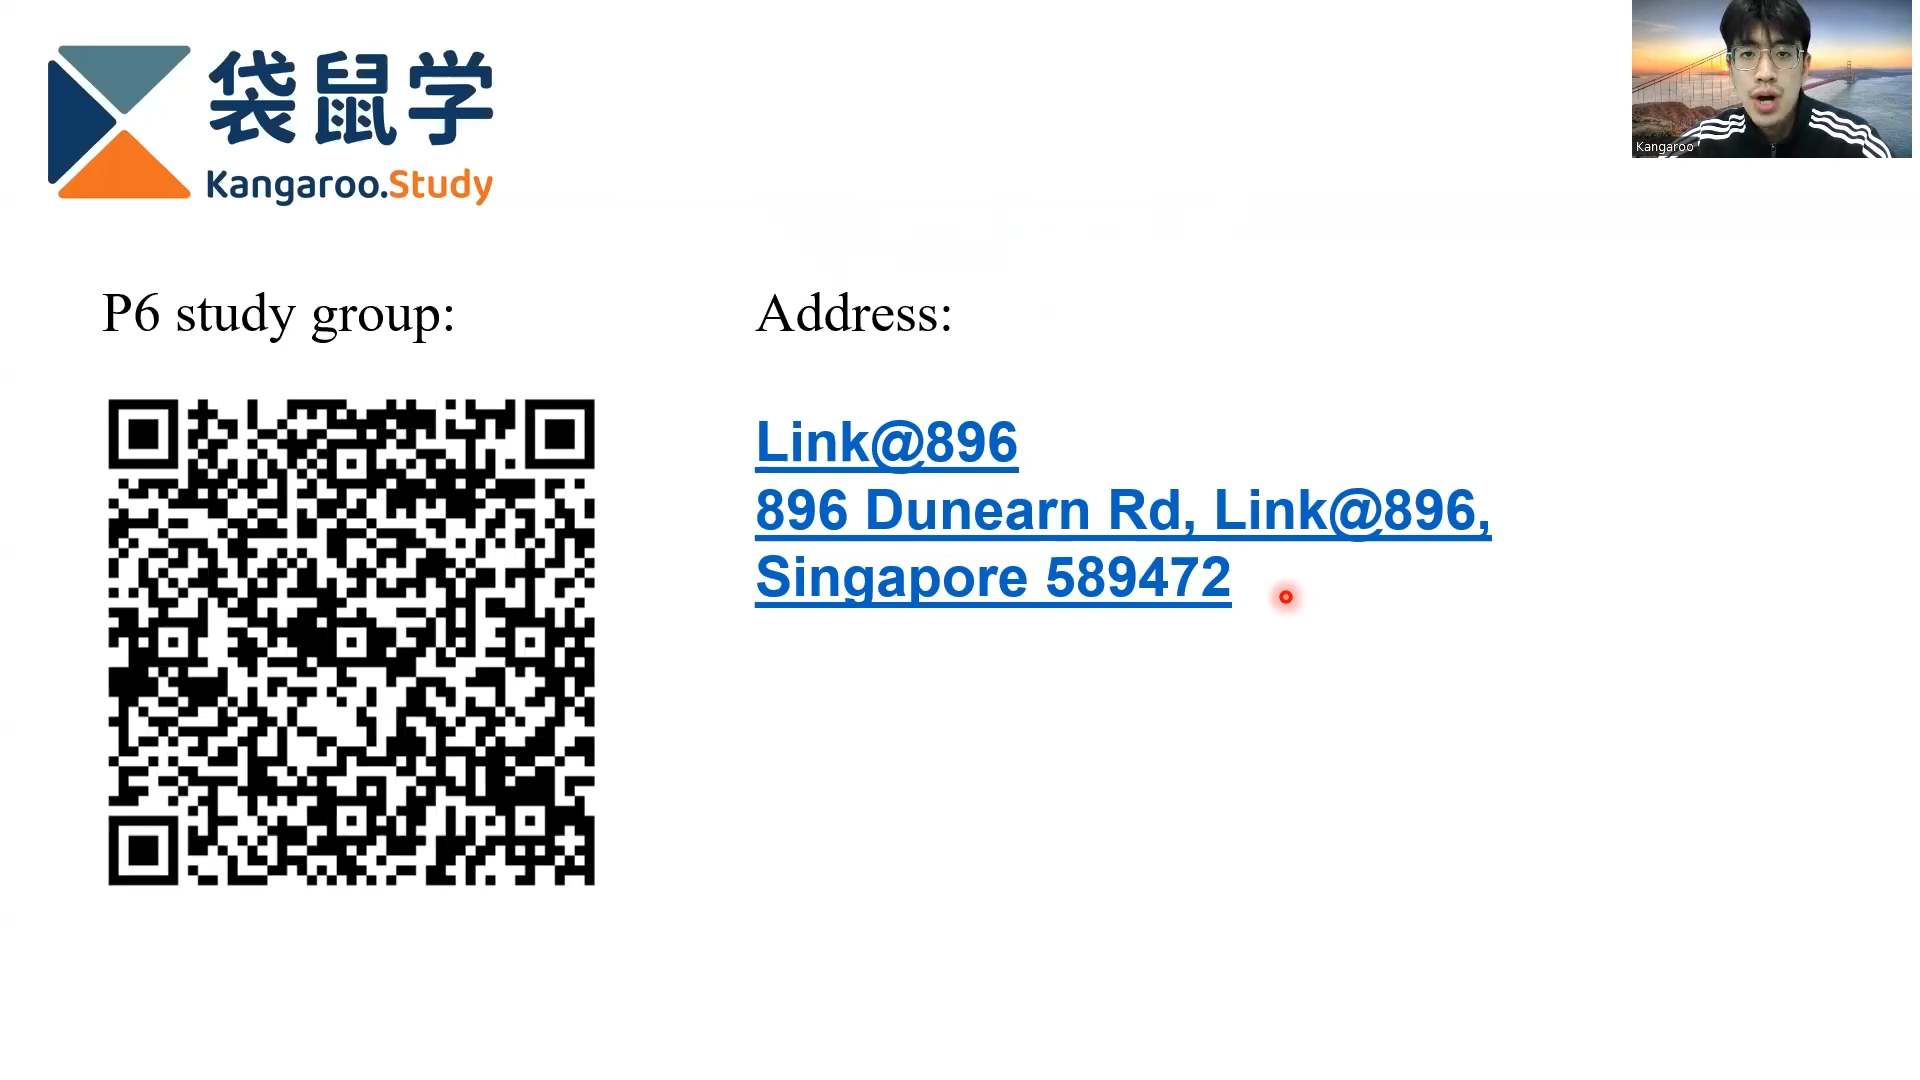 袋鼠学
Kangaroo.Study
Kangaroo
P6 study group:
Address:
Link@896
896 Dunearn Rd, Link@896,
Singapore 589472